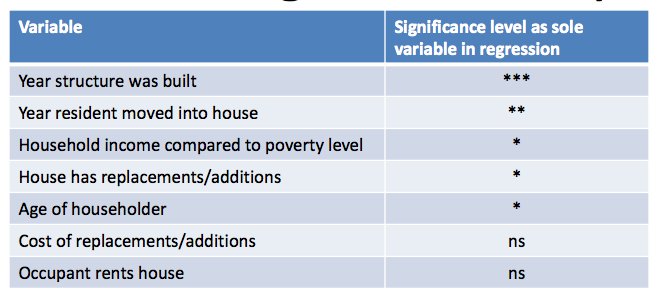 Variable Significance level as sole
variable in regression
Year structure was built ***
Year resident moved into house **
Household income compared to poverty level *
House has replacements/additions *
Age of householder *
Cost of replacements/additions ns
Occupant rents house ns